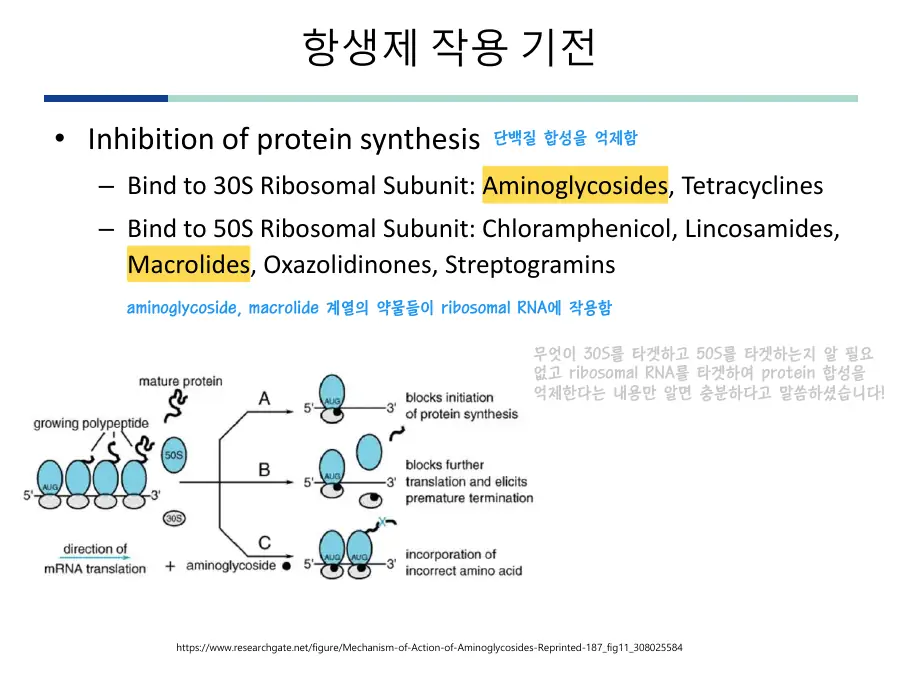 항생제 작용 기전
• Inhibition of protein synthesis 단백질 합성을 억제함
– Bind to 30S Ribosomal Subunit: Aminoglycosides, Tetracyclines
– Bind to 50S Ribosomal Subunit: Chloramphenicol, Lincosamides,
Macrolides, Oxazolidinones, Streptogramins
aminoglycoside, macrolide 계열의 약물들이 ribosomal RNA에 작용함
무엇이 30S를 타겟하고 50S를 타겟하는지 알 필요
없고 ribosomal RNA를 타겟하여 protein 합성을
억제한다는 내용만 알면 충분하다고 말씀하셨습니다!
mature protein
growing polypeptide
50S
AUG
5'
3'
30S
direction of
mRNA translation
+ aminoglycoside
A
5'
AUG
3'
blocks initiation
of protein synthesis
B
5'
AUG
3'
blocks further
translation and elicits
premature termination
C
X
5'
AUG
AUG
3'
incorporation of
incorrect amino acid
https://www.researchgate.net/figure/Mechanism-of-Action-of-Aminoglycosides-Reprinted-187_fig11_308025584